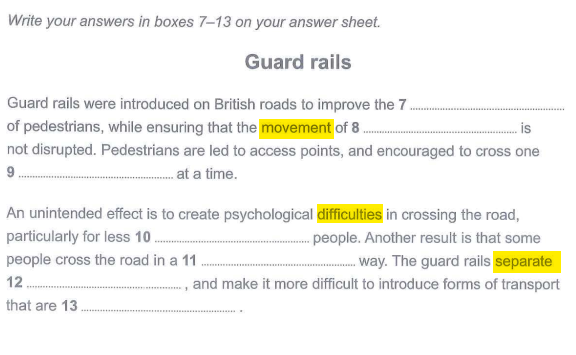 Write your answers in boxes 7–13 on your answer sheet.
Guard rails
Guard rails were introduced on British roads to improve the 7 ........................................
of pedestrians, while ensuring that the movement of 8 ........................................ is
not disrupted. Pedestrians are led to access points, and encouraged to cross one
9 ........................................ at a time.
An unintended effect is to create psychological difficulties in crossing the road,
particularly for less 10 ........................................ people. Another result is that some
people cross the road in a 11 ........................................ way. The guard rails separate
12 ........................................ , and make it more difficult to introduce forms of transport
that are 13 ........................................ .